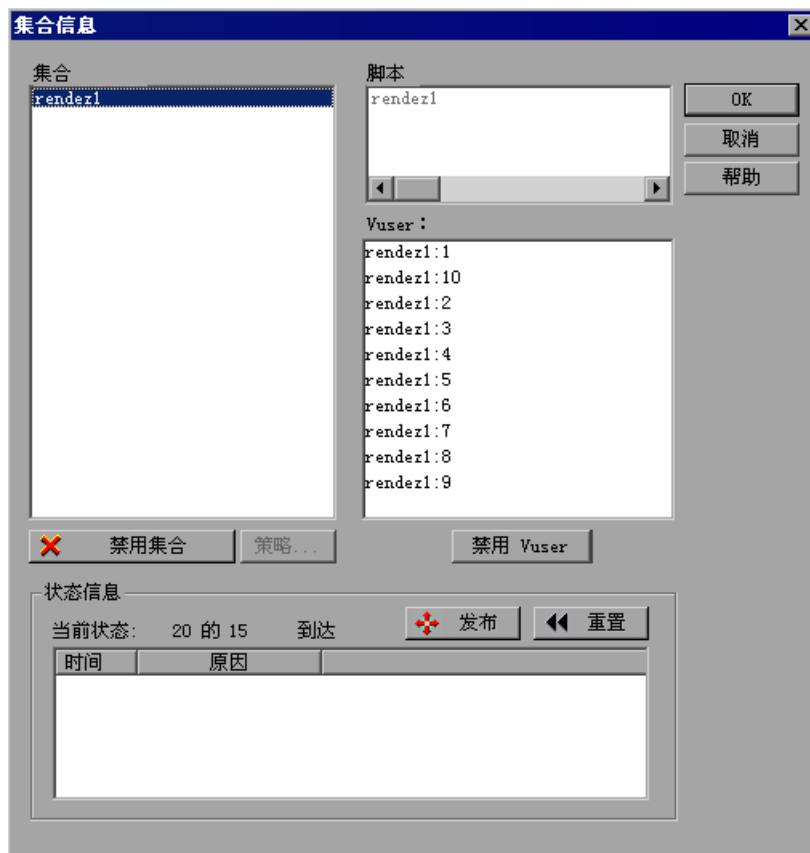 集合信息
集合
rendez1
脚本
rendez1
OK
取消
帮助
Vuser：
rendez1:1
rendez1:10
rendez1:2
rendez1:3
rendez1:4
rendez1:5
rendez1:6
rendez1:7
rendez1:8
rendez1:9
禁用集合
策略...
禁用 Vuser
状态信息
当前状态: 20 的 15 到达
发布
重置
时间 原因